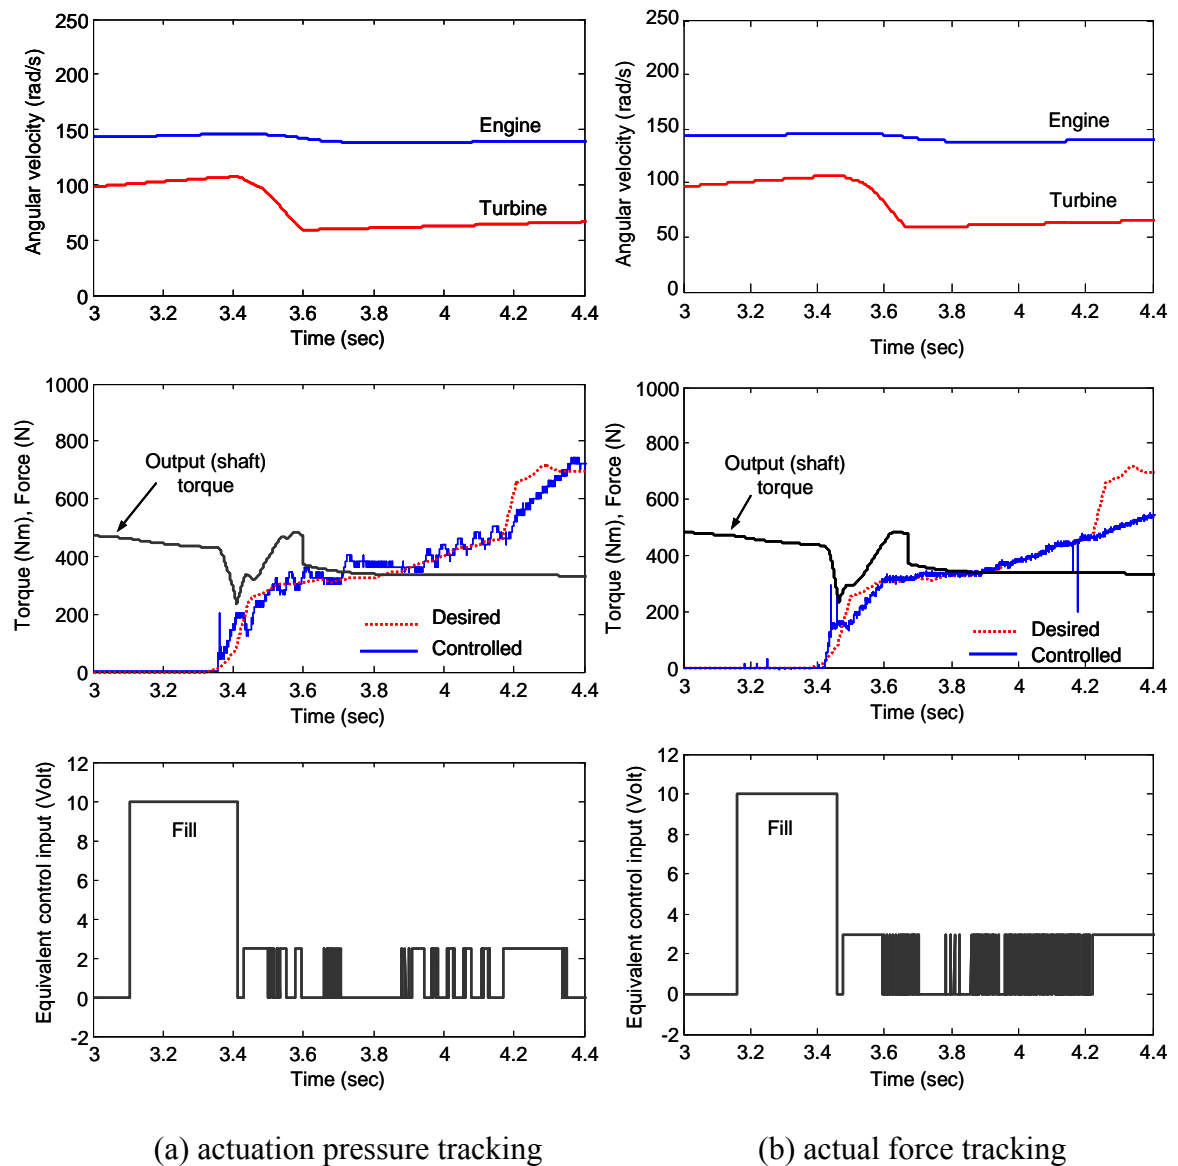 Angular velocity (rad/s)
250
200
150
100
50
0
Engine
Turbine
3 3.2 3.4 3.6 3.8 4 4.2 4.4
Time (sec)
Angular velocity (rad/s)
250
200
150
100
50
0
Engine
Turbine
3 3.2 3.4 3.6 3.8 4 4.2 4.4
Time (sec)
Torque (Nm), Force (N)
1000
800
600
400
200
0
Output (shaft)
torque
Desired
Controlled
3 3.2 3.4 3.6 3.8 4 4.2 4.4
Time (sec)
Torque (Nm), Force (N)
1000
800
600
400
200
0
Output (shaft)
torque
Desired
Controlled
3 3.2 3.4 3.6 3.8 4 4.2 4.4
Time (sec)
Equivalent control input (Volt)
12
10
8
6
4
2
0
-2
Fill
3 3.2 3.4 3.6 3.8 4 4.2 4.4
Time (sec)
Equivalent control input (Volt)
12
10
8
6
4
2
0
-2
Fill
3 3.2 3.4 3.6 3.8 4 4.2 4.4
Time (sec)
(a) actuation pressure tracking
(b) actual force tracking